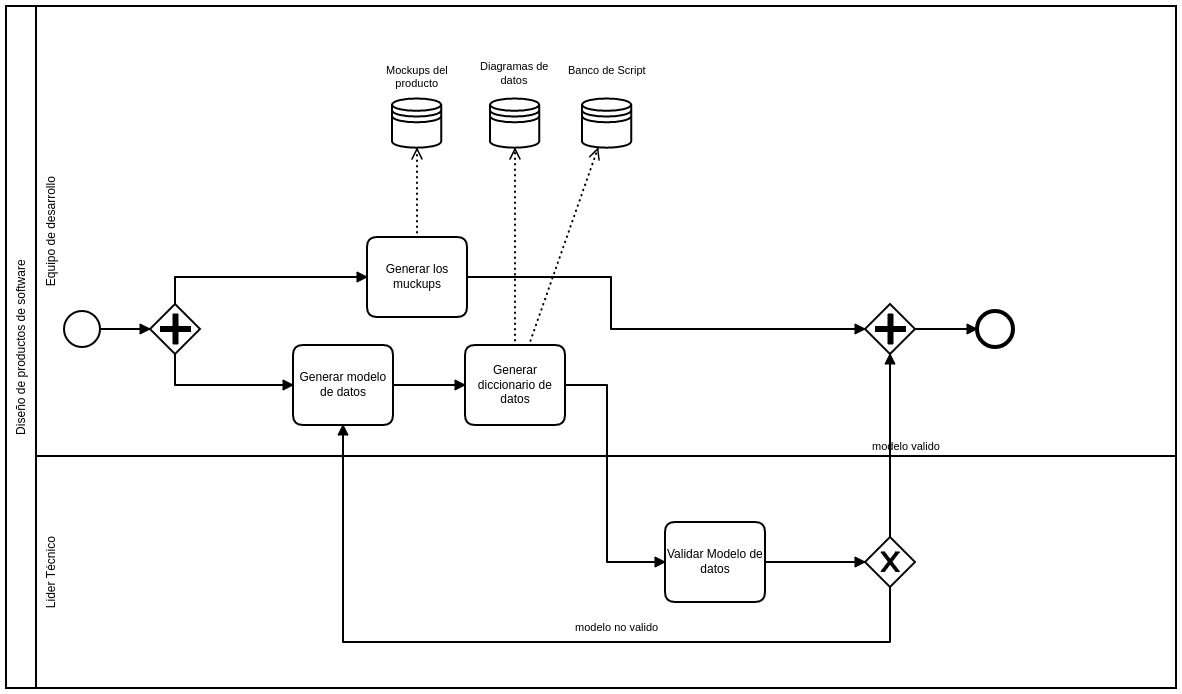 Diseño de productos de software
Equipo de desarrollo
Mockups del
producto
Diagramas de
datos
Banco de Script
Generar los
muckups
Generar modelo
de datos
Generar
diccionario de
datos
modelo valido
Lider Técnico
Validar Modelo de
datos
modelo no valido